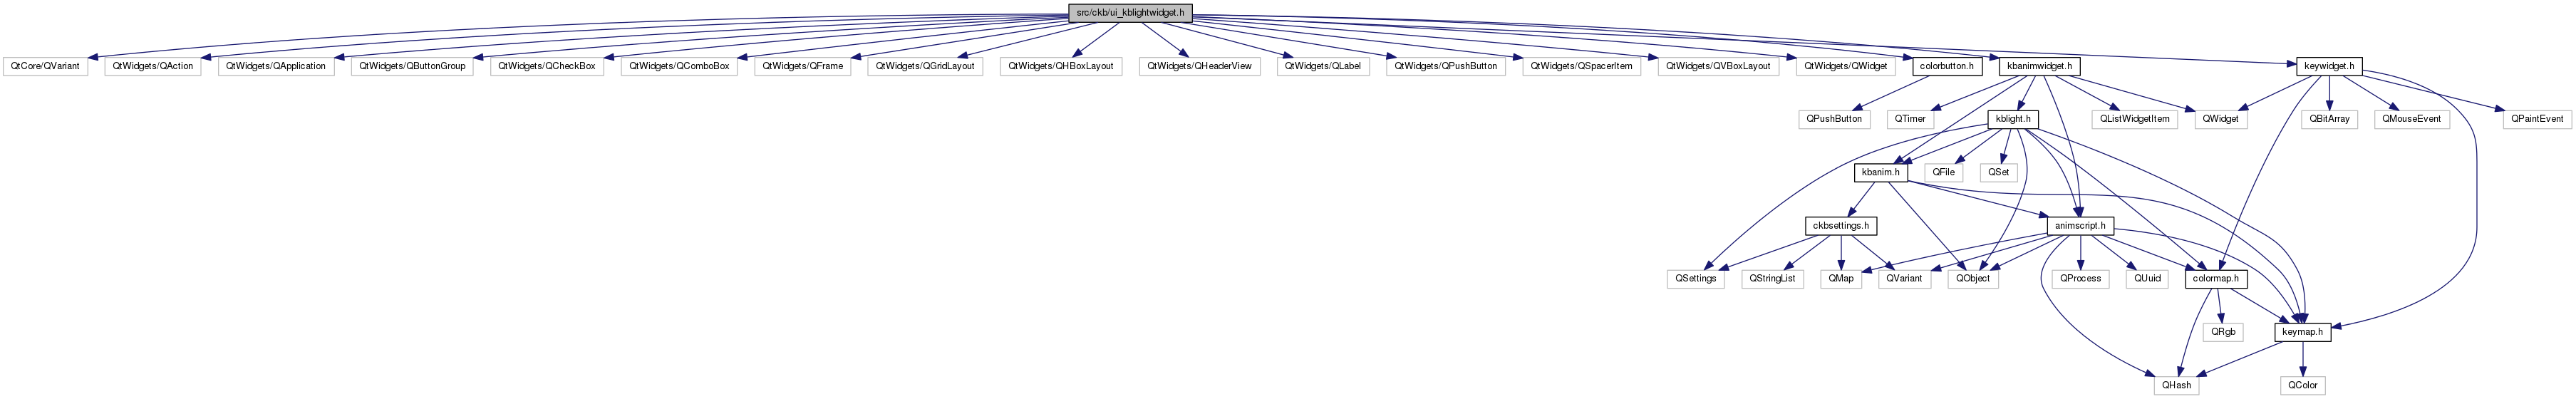 src/ckb/ui_kblightwidget.h
QtCore/QVariant
QtWidgets/QAction
QtWidgets/QApplication
QtWidgets/QButtonGroup
QtWidgets/QCheckBox
QtWidgets/QComboBox
QtWidgets/QFrame
QtWidgets/QGridLayout
QtWidgets/QHBoxLayout
QtWidgets/QHeaderView
QtWidgets/QLabel
QtWidgets/QPushButton
QtWidgets/QSpacerItem
QtWidgets/QVBoxLayout
QtWidgets/QWidget
colorbutton.h
kbanimwidget.h
keywidget.h
QPushButton
QTimer
kblight.h
QListWidgetItem
QWidget
QBitArray
QMouseEvent
QPaintEvent
kbanim.h
QFile
QSet
ckbsettings.h
animscript.h
QSettings
QStringList
QMap
QVariant
QObject
QProcess
QUuid
colormap.h
QRgb
keymap.h
QHash
QColor